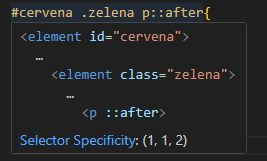 #cervena .zelena p::after{
<element id="cervena">
…
<element class="zelena">
…
<p ::after>
Selector Specificity: (1, 1, 2)